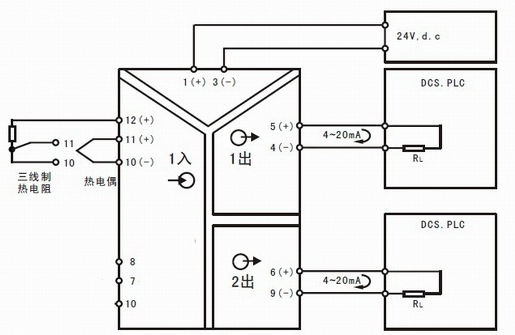 24V.d.c
1(+) 3(-)
DCS.PLC
12(+)
11(+)
10(-)
11
10
三线制
热电阻
热电偶
1入
1出
5(+)
4(-)
4~20mA
RL
8
7
10
2出
6(+)
9(-)
4~20mA
DCS.PLC
RL